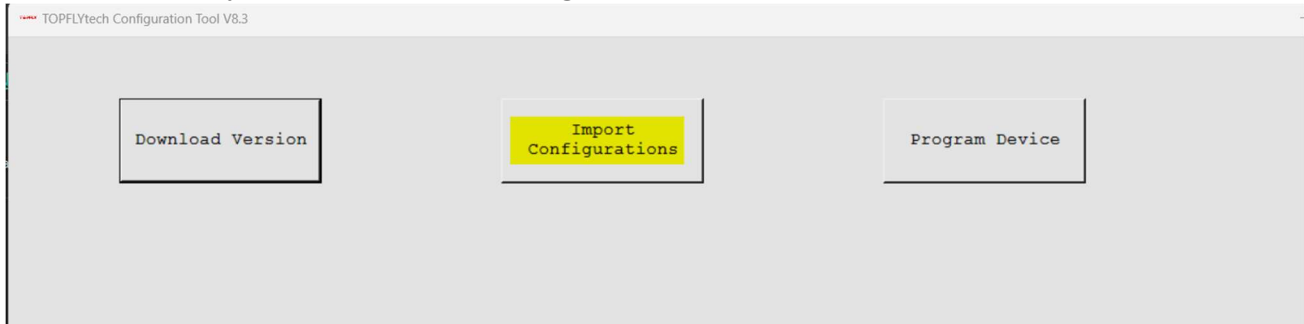 TOPFLYtech Configuration Tool V8.3
Download Version
Import
Configurations
Program Device